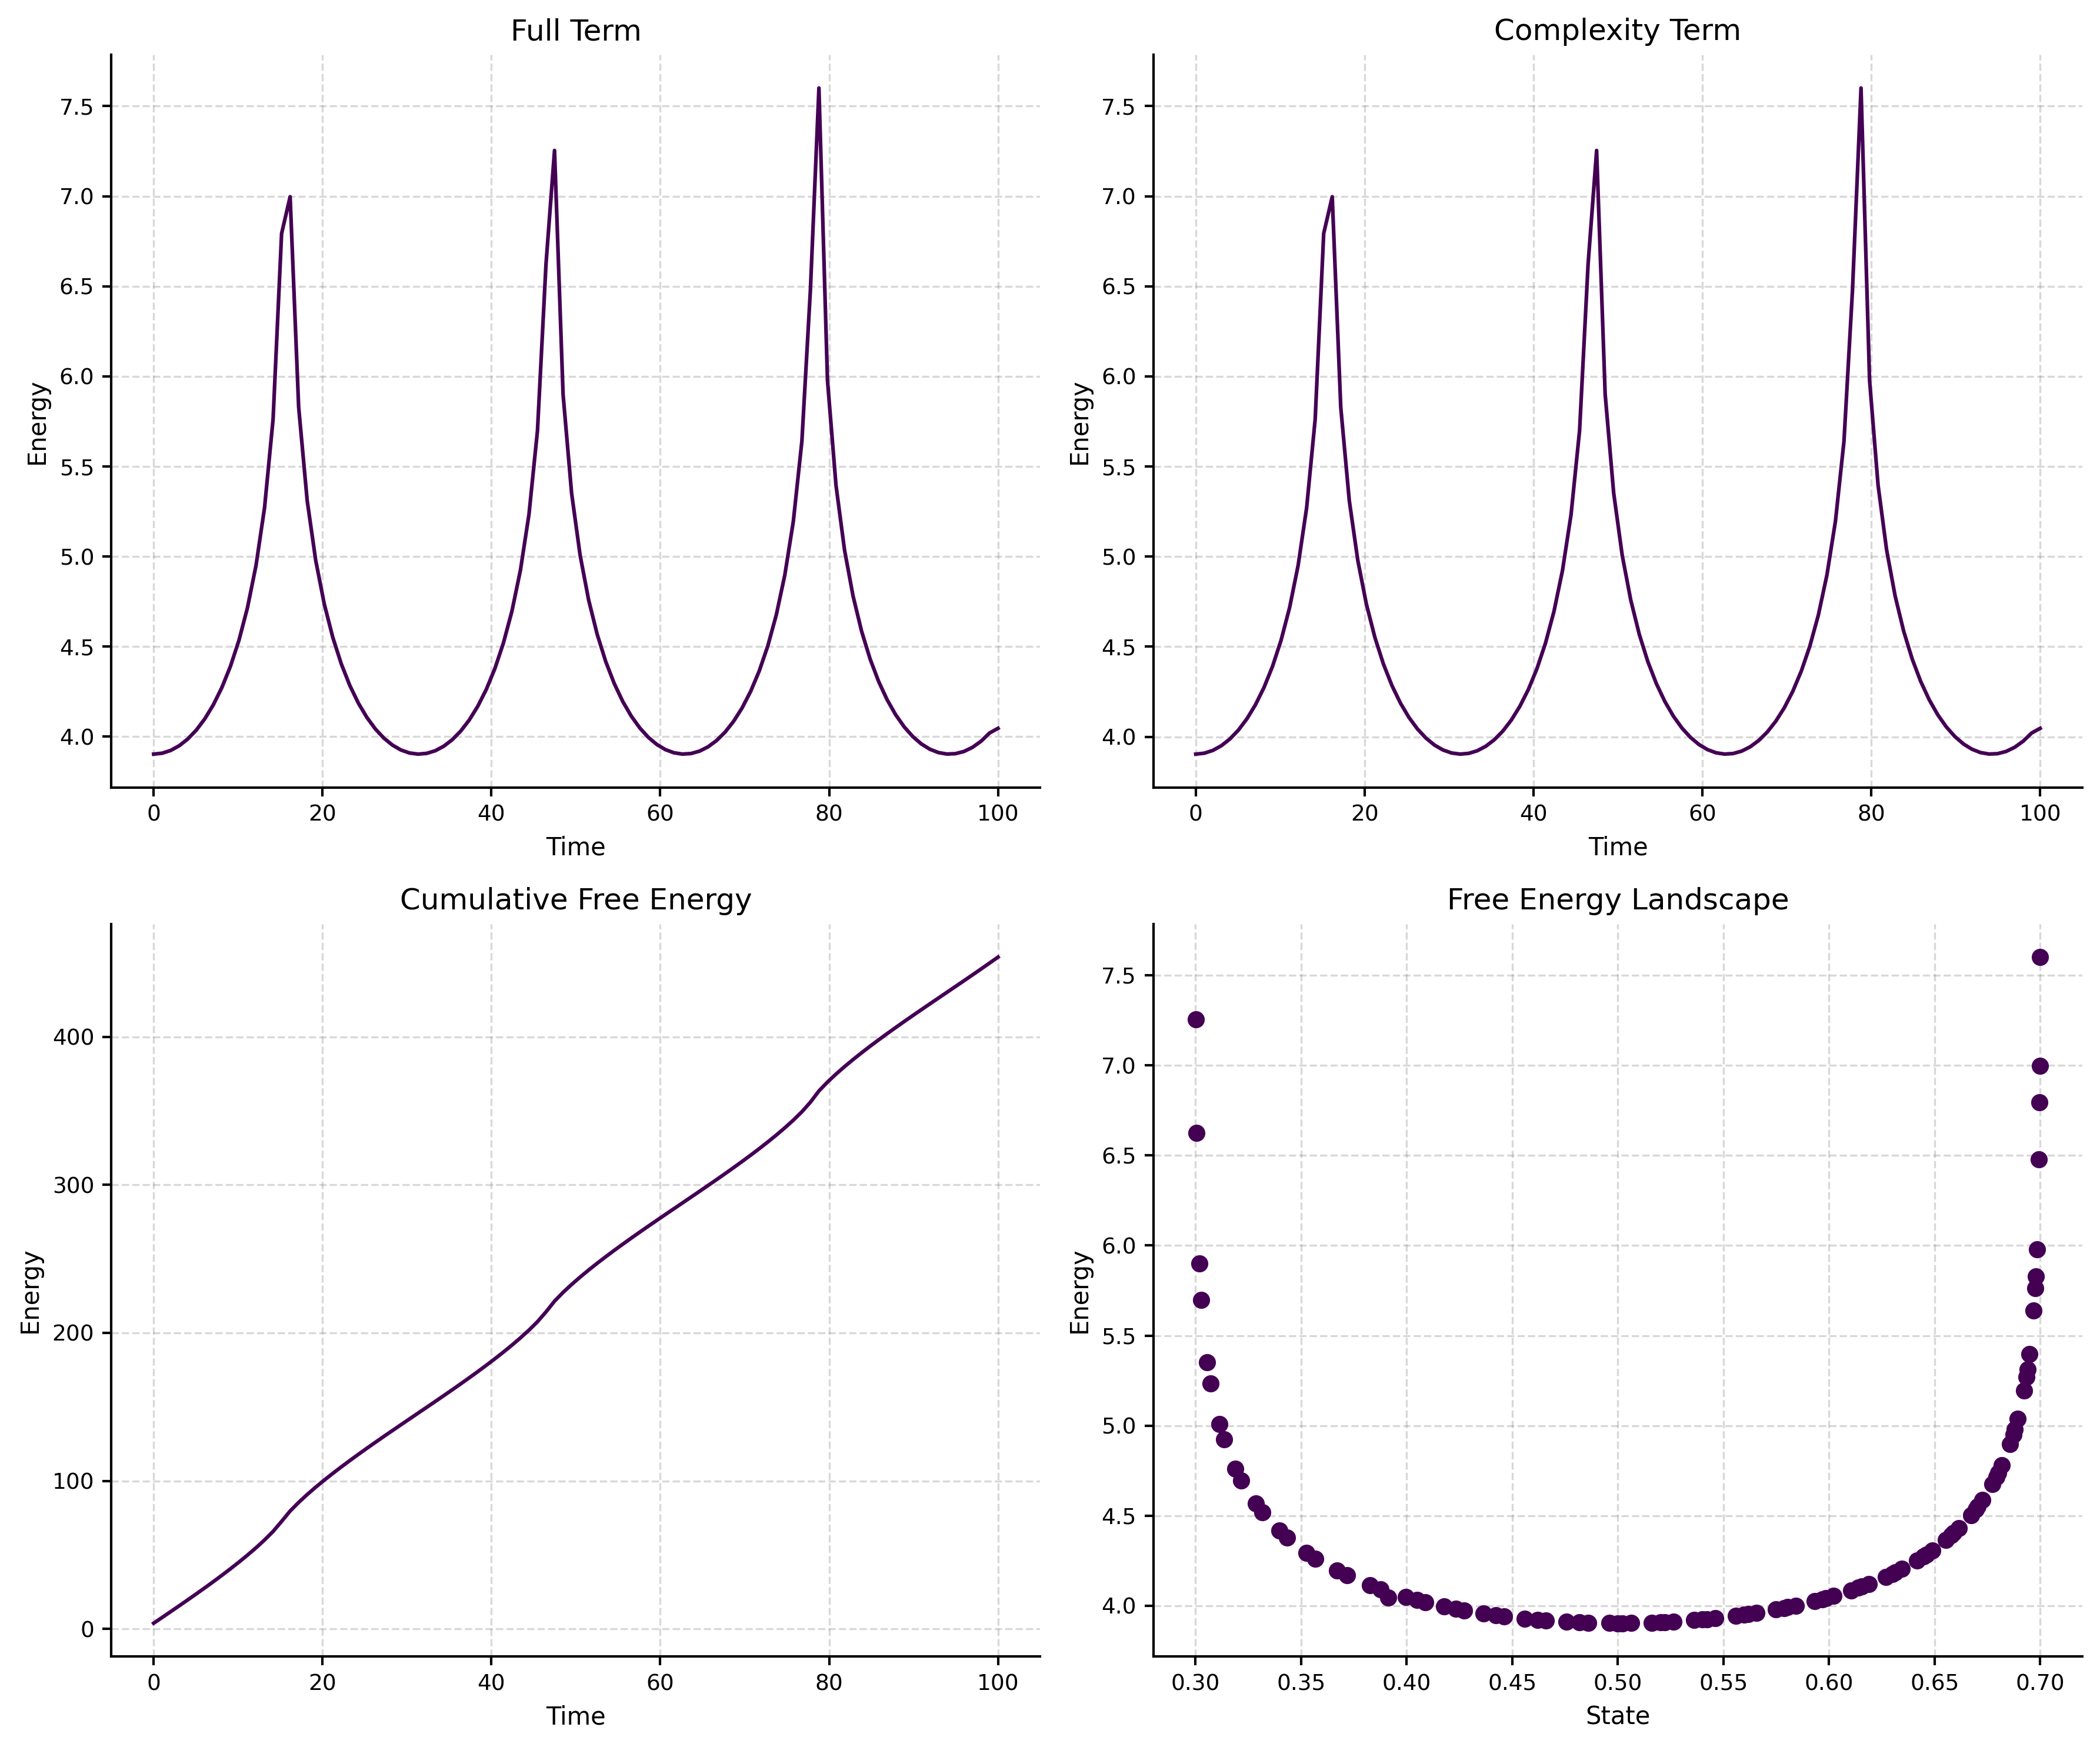 Full Term
Energy
7.5
7.0
6.5
6.0
5.5
5.0
4.5
4.0
0 20 40 60 80 100
Time
Complexity Term
Energy
7.5
7.0
6.5
6.0
5.5
5.0
4.5
4.0
0 20 40 60 80 100
Time
Cumulative Free Energy
Energy
400
300
200
100
0
0 20 40 60 80 100
Time
Free Energy Landscape
Energy
7.5
7.0
6.5
6.0
5.5
5.0
4.5
4.0
0.30 0.35 0.40 0.45 0.50 0.55 0.60 0.65 0.70
State